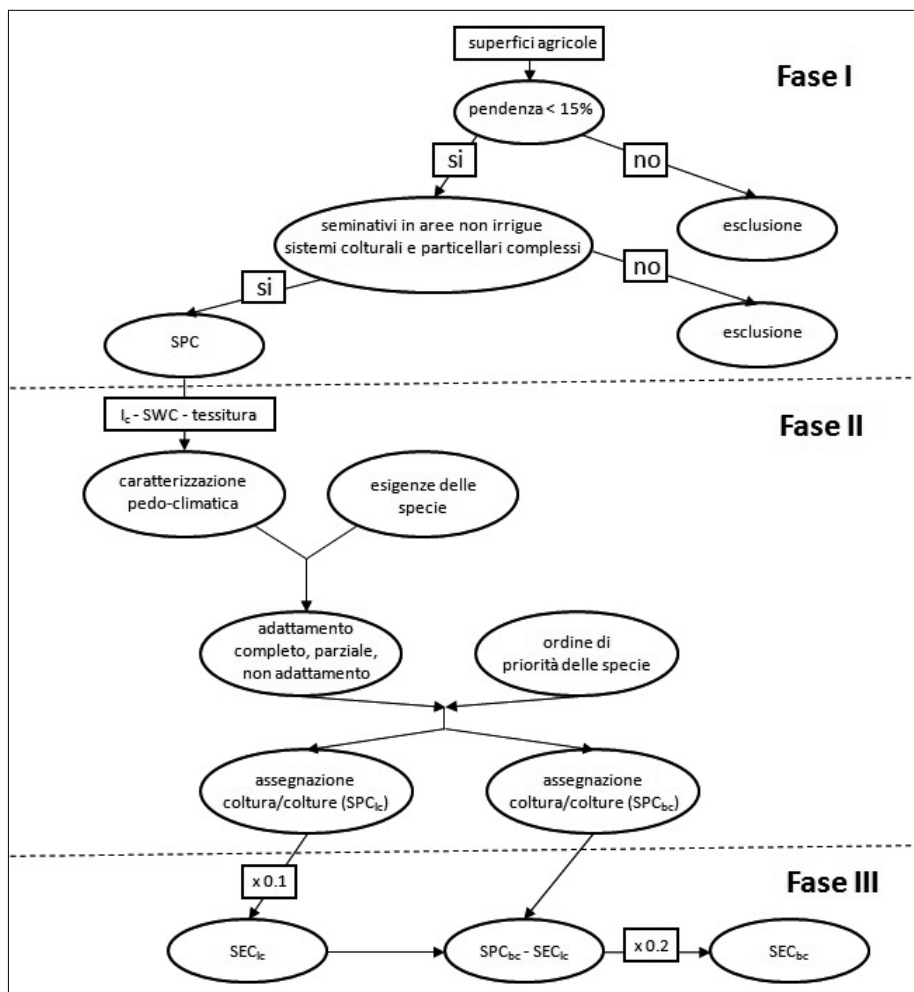 superfici agricole
Fase I
pendenza < 15%
si
no
seminativi in aree non irrigue
sistemi colturali e particellari complessi
esclusione
si
no
SPC
esclusione
Ic - SWC - tessitura
Fase II
caratterizzazione
pedo-climatica
esigenze delle
specie
adattamento
completo, parziale,
non adattamento
ordine di
priorità delle specie
assegnazione
coltura/colture (SPClc)
assegnazione
coltura/colture (SPCbc)
Fase III
x 0.1
SEClc
SPCbc - SEClc
x 0.2
SECbc